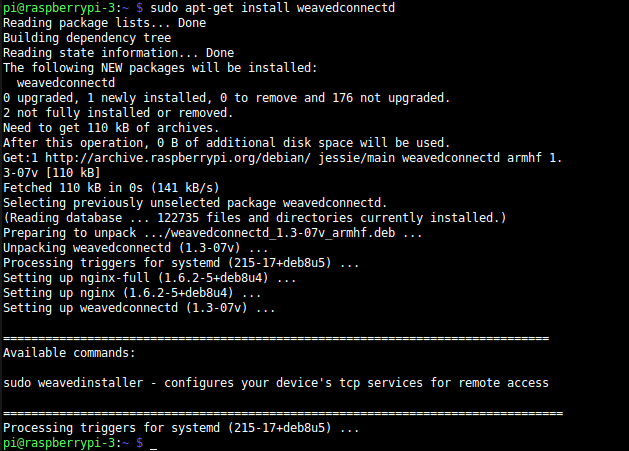 pi@raspberrypi-3:~ $ sudo apt-get install weavedconnectd
Reading package lists... Done
Building dependency tree
Reading state information... Done
The following NEW packages will be installed:
  weavedconnectd
0 upgraded, 1 newly installed, 0 to remove and 176 not upgraded.
2 not fully installed or removed.
Need to get 110 kB of archives.
After this operation, 0 B of additional disk space will be used.
Get:1 http://archive.raspberrypi.org/debian/ jessie/main weavedconnectd armhf 1.
3-07v [110 kB]
Fetched 110 kB in 0s (141 kB/s)
Selecting previously unselected package weavedconnectd.
(Reading database ... 122735 files and directories currently installed.)
Preparing to unpack .../weavedconnectd_1.3-07v_armhf.deb ...
Unpacking weavedconnectd (1.3-07v) ...
Processing triggers for systemd (215-17+deb8u5) ...
Setting up nginx-full (1.6.2-5+deb8u4) ...
Setting up nginx (1.6.2-5+deb8u4) ...
Setting up weavedconnectd (1.3-07v) ...

==============================================================================
Available commands:

sudo weavedinstaller - configures your device's tcp services for remote access

================================================================================
Processing triggers for systemd (215-17+deb8u5) ...
pi@raspberrypi-3:~ $ _